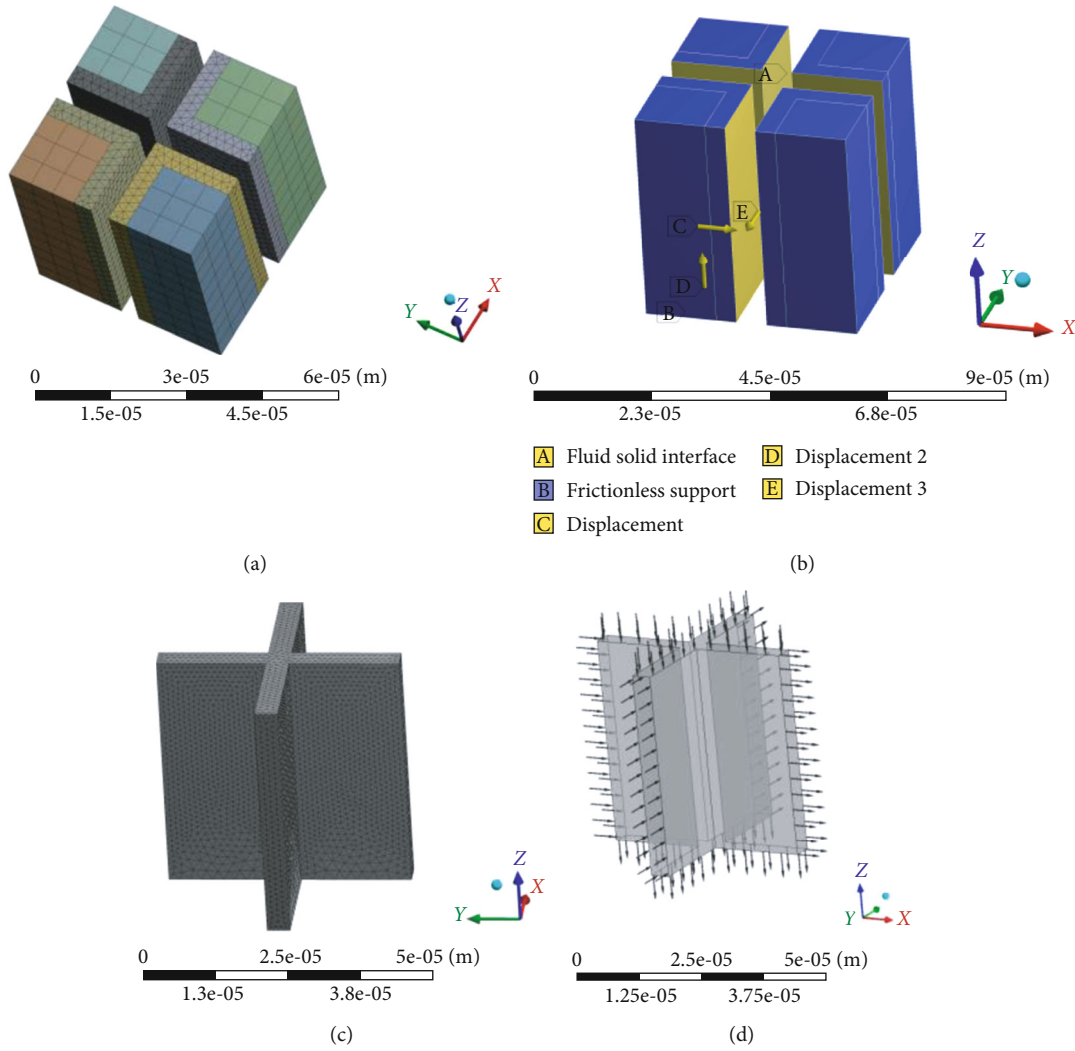 Y
Z
X
0 3e-05 6e-05 (m)
1.5e-05 4.5e-05
(a)
A
C
E
D
B
Z
Y
X
0 4.5e-05 9e-05 (m)
2.3e-05 6.8e-05
A Fluid solid interface
B Frictionless support
C Displacement
D Displacement 2
E Displacement 3
(b)
Z
X
Y
0 2.5e-05 5e-05 (m)
1.3e-05 3.8e-05
(c)
Z
Y
X
0 2.5e-05 5e-05 (m)
1.25e-05 3.75e-05
(d)